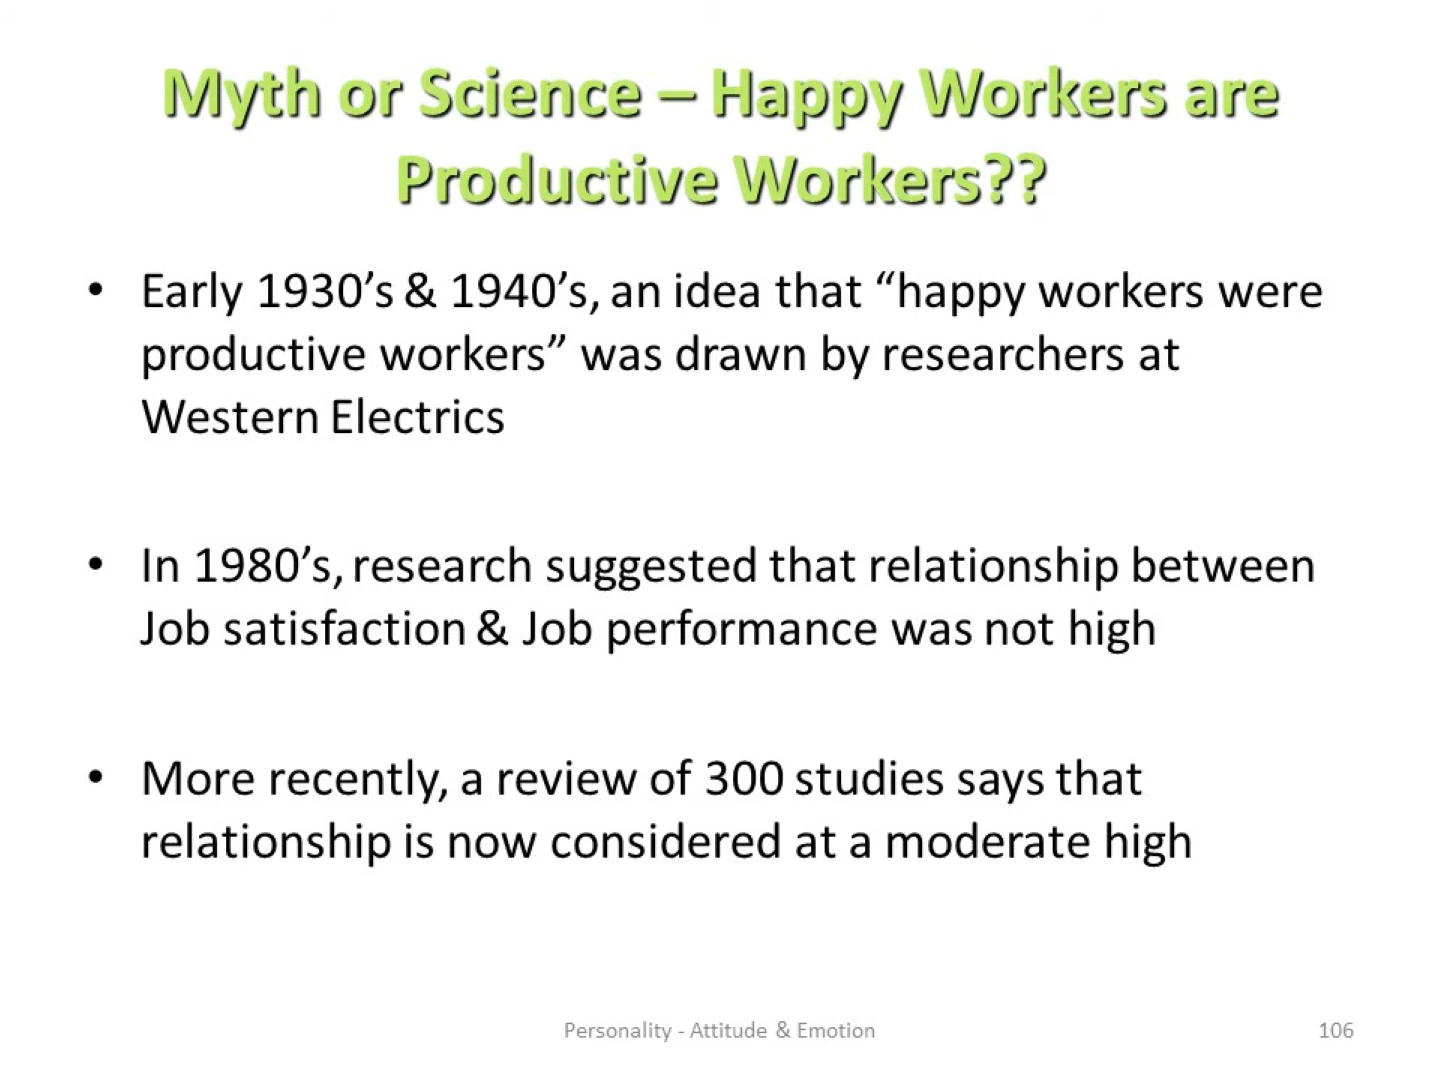 Myth or Science – Happy Workers are
Productive Workers??
• Early 1930’s & 1940’s, an idea that “happy workers were
productive workers” was drawn by researchers at
Western Electrics
• In 1980’s, research suggested that relationship between
Job satisfaction & Job performance was not high
• More recently, a review of 300 studies says that
relationship is now considered at a moderate high
Personality - Attitude & Emotion
106